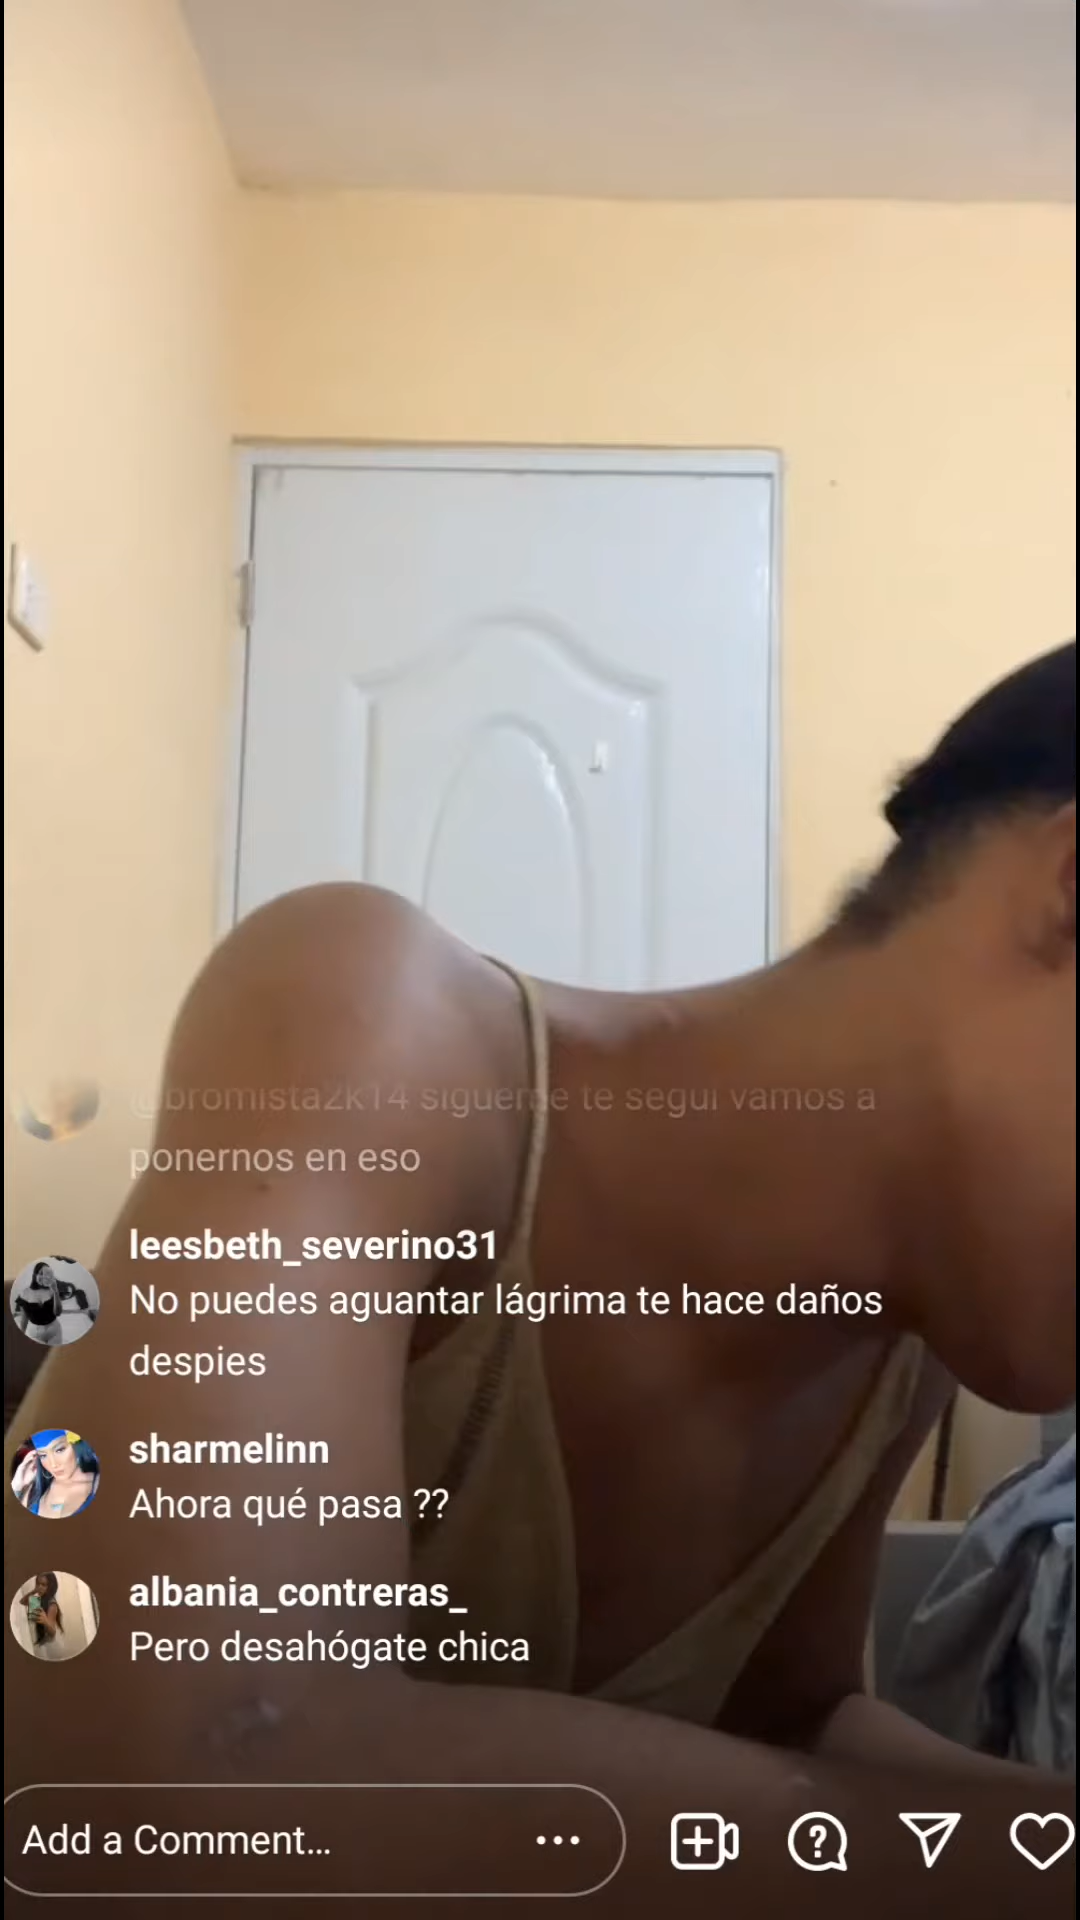 @bromista2k14 sigueme te segui vamos a
ponernos en eso
leesbeth_severino31
No puedes aguantar lágrima te hace daños
despies
sharmelinn
Ahora qué pasa ??
albania_contreras_
Pero desahógate chica
Add a Comment...